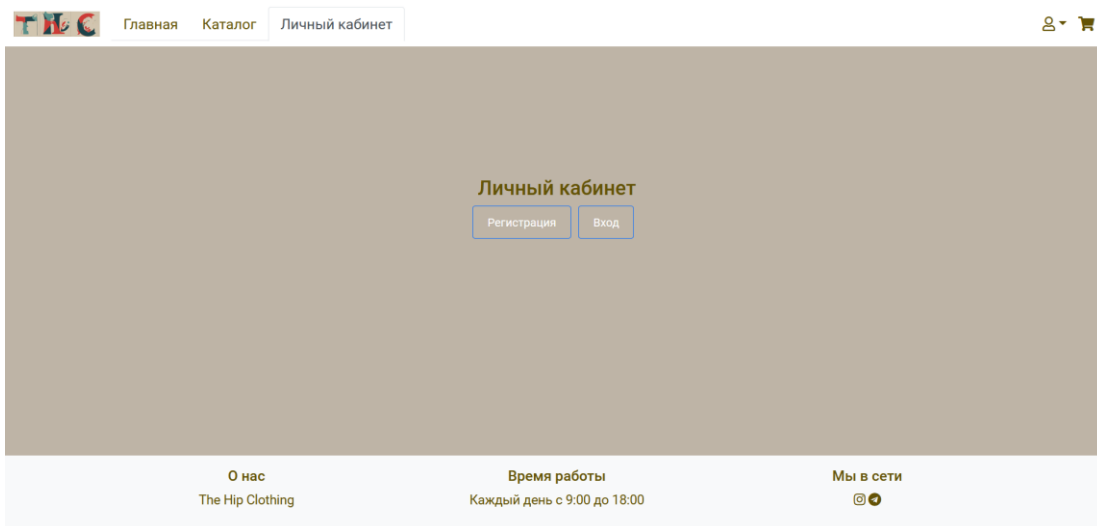 THC
Главная Каталог Личный кабинет
Личный кабинет
Регистрация Вход
О нас Время работы Мы в сети
The Hip Clothing Каждый день с 9:00 до 18:00